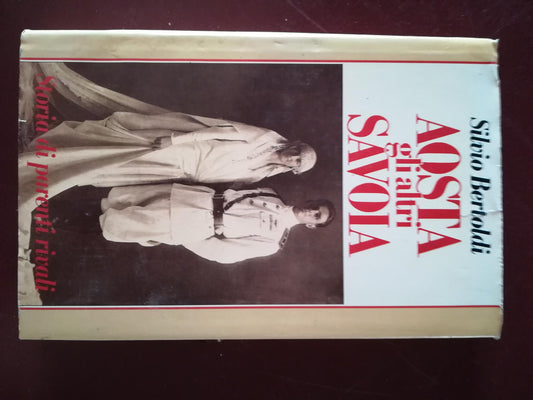 Silvio Bertoldi
AOSTA
gli altri
SAVOIA
Storia di parenti rivali